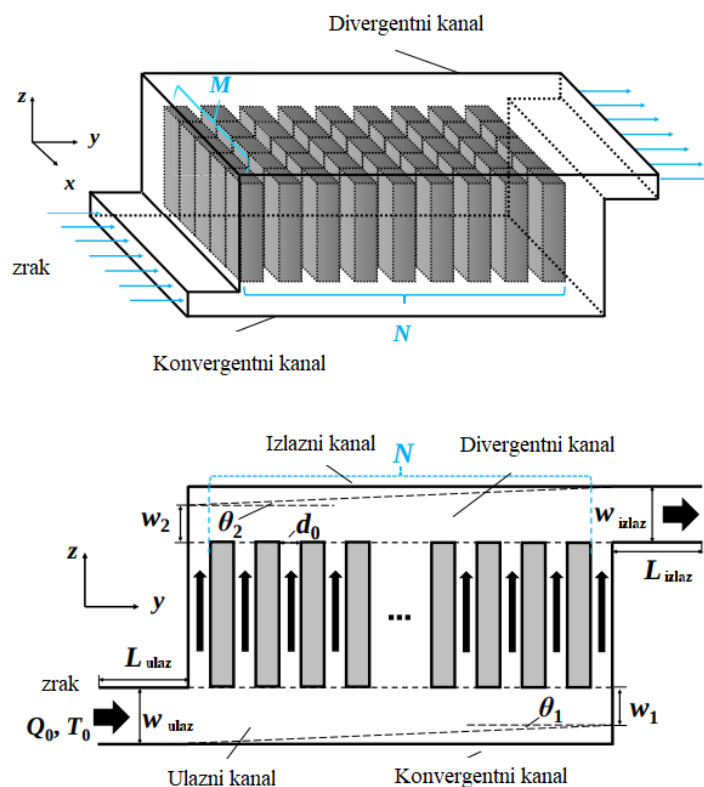 Divergentni kanal
M
z
y
x
zrak
N
Konvergentni kanal
Izlazni kanal
N
Divergentni kanal
w2
θ2
d0
w izlaz
z
y
L izlaz
L ulaz
zrak
w ulaz
Q0, T0
θ1
w1
Ulazni kanal
Konvergentni kanal